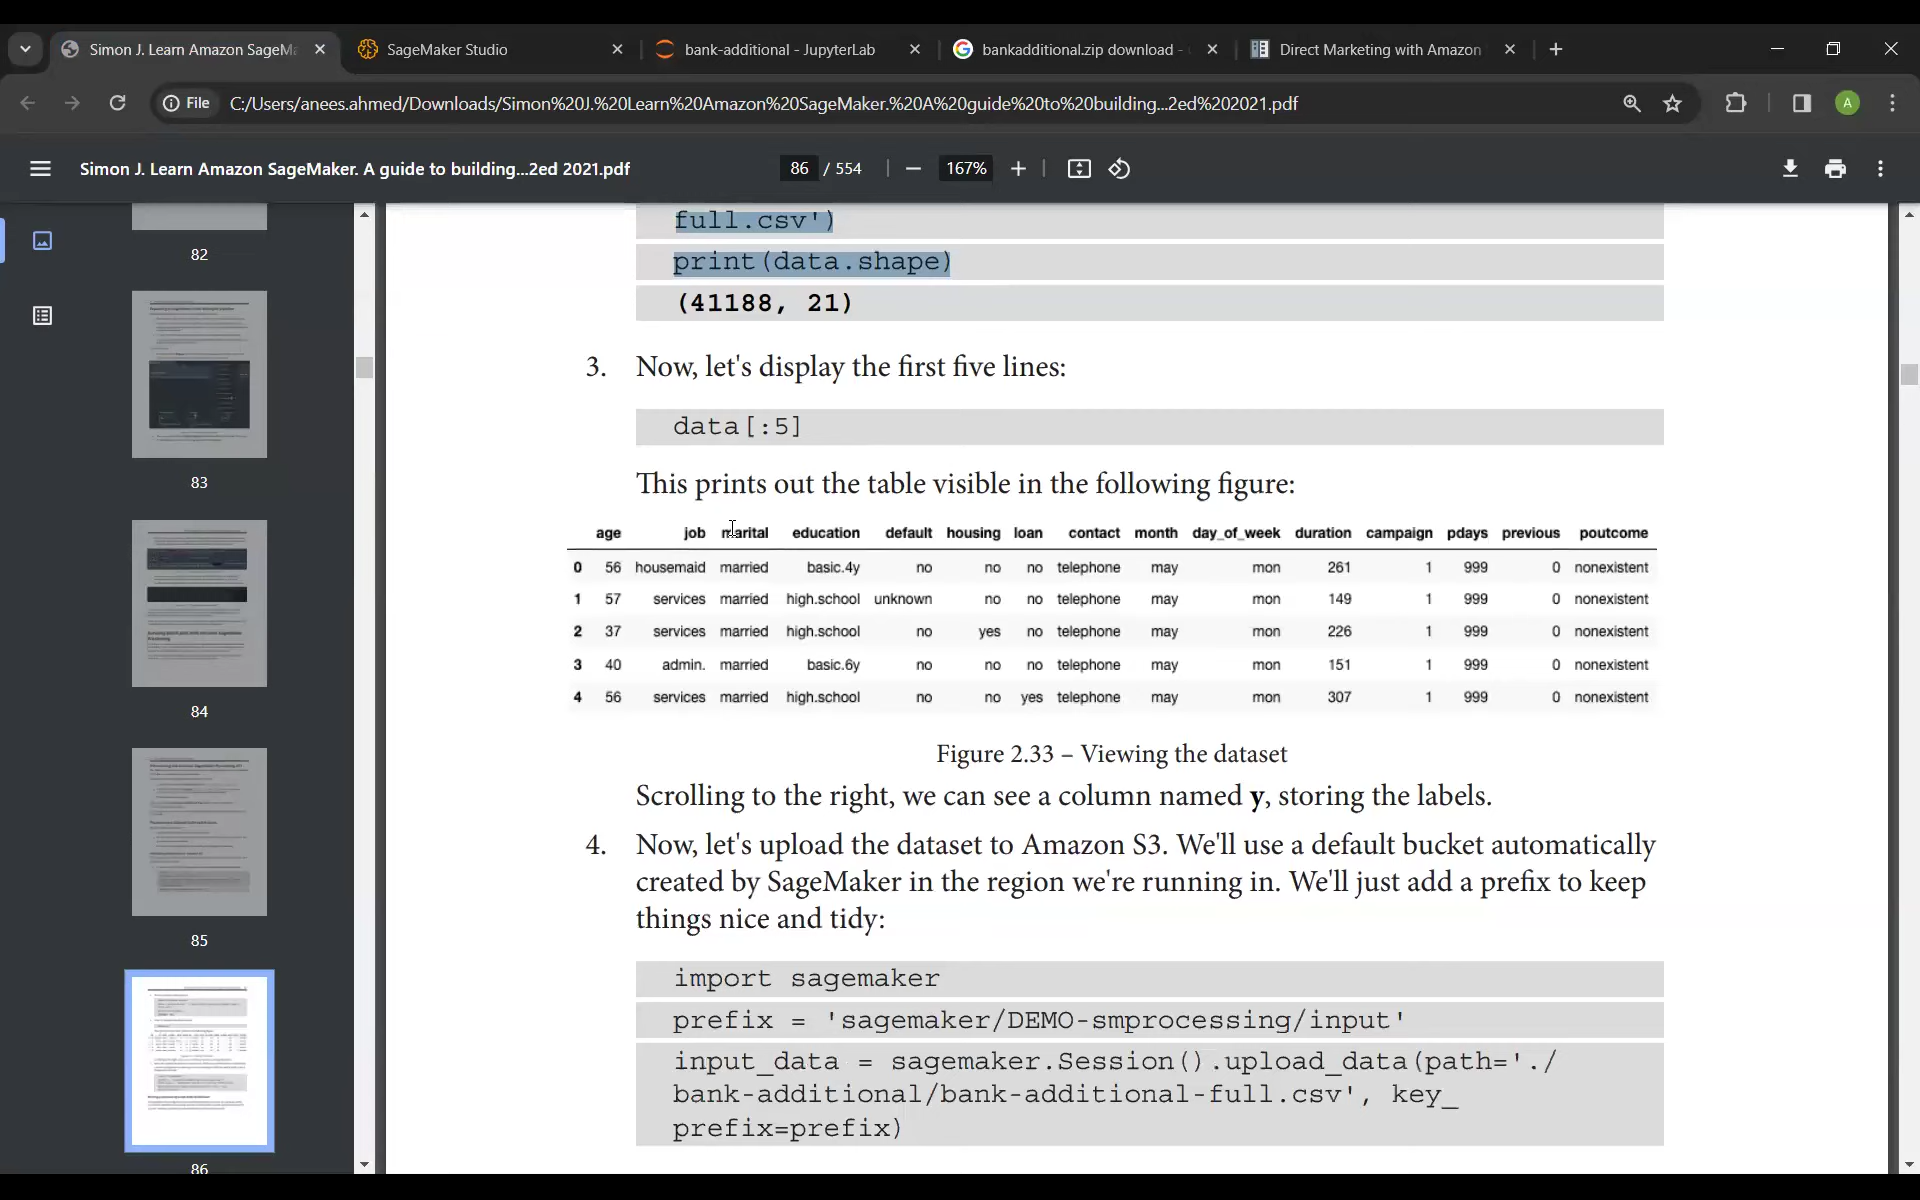 Simon J. Learn Amazon SageMa
SageMaker Studio
bank-additional - JupyterLab
bankadditional.zip download -
Direct Marketing with Amazon
File
C:/Users/anees.ahmed/Downloads/Simon%20J.%20Learn%20Amazon%20SageMaker.%20A%20guide%20to%20building...2ed%202021.pdf
A
Simon J. Learn Amazon SageMaker. A guide to building...2ed 2021.pdf
86 / 554
167%
82
83
84
85
86
full.csv')
print(data.shape)
(41188, 21)
3. Now, let's display the first five lines:
data[:5]
This prints out the table visible in the following figure:
age job marital education default housing loan contact month day_of_week duration campaign pdays previous poutcome
0 56 housemaid married basic.4y no no no telephone may mon 261 1 999 0 nonexistent
1 57 services married high.school unknown no no telephone may mon 149 1 999 0 nonexistent
2 37 services married high.school no yes no telephone may mon 226 1 999 0 nonexistent
3 40 admin. married basic.6y no no no telephone may mon 151 1 999 0 nonexistent
4 56 services married high.school no no yes telephone may mon 307 1 999 0 nonexistent
Figure 2.33 – Viewing the dataset
Scrolling to the right, we can see a column named y, storing the labels.
4. Now, let's upload the dataset to Amazon S3. We'll use a default bucket automatically
created by SageMaker in the region we're running in. We'll just add a prefix to keep
things nice and tidy:
import sagemaker
prefix = 'sagemaker/DEMO-smprocessing/input'
input_data = sagemaker.Session().upload_data(path='./
bank-additional/bank-additional-full.csv', key_
prefix=prefix)